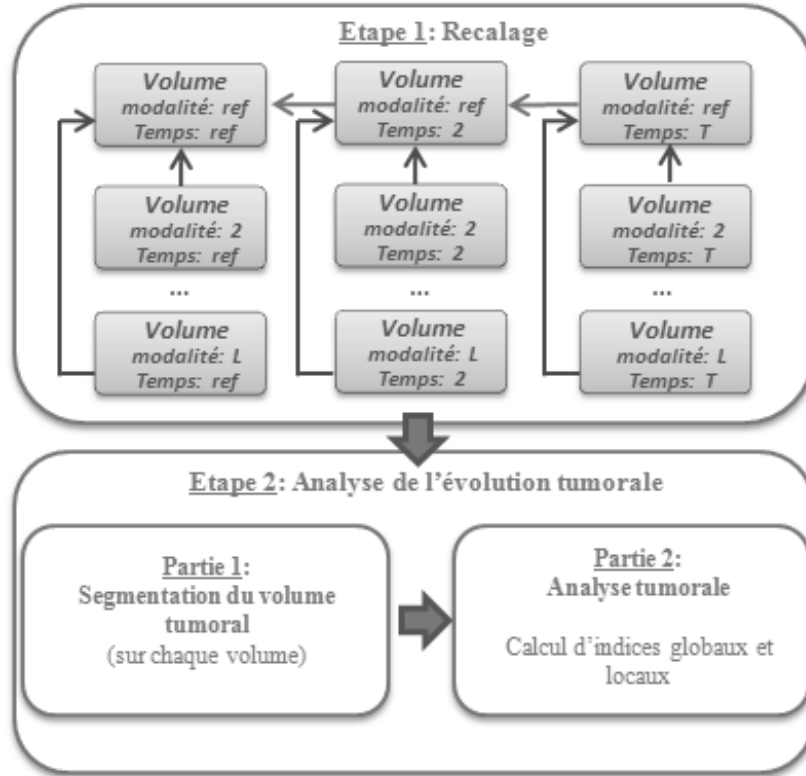 Etape 1: Recalage
Volume
modalité: ref
Temps: ref
Volume
modalité: ref
Temps: 2
Volume
modalité: ref
Temps: T
Volume
modalité: 2
Temps: ref
Volume
modalité: 2
Temps: 2
Volume
modalité: 2
Temps: T
...
...
...
Volume
modalité: L
Temps: ref
Volume
modalité: L
Temps: 2
Volume
modalité: L
Temps: T
Etape 2: Analyse de l’évolution tumorale
Partie 1:
Segmentation du volume
tumoral
(sur chaque volume)
Partie 2:
Analyse tumorale
Calcul d’indices globaux et
locaux